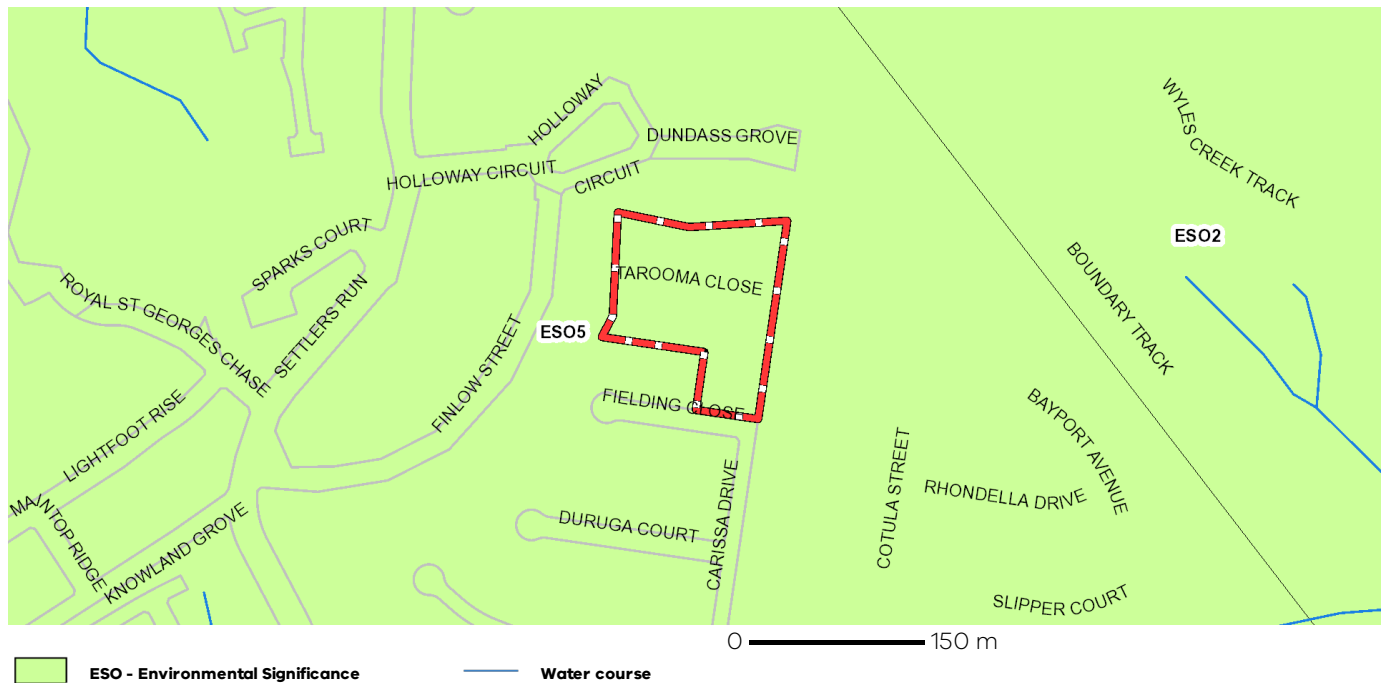 HOLLOWAY
DUNDASS GROVE
HOLLOWAY CIRCUIT
CIRCUIT
WYLES CREEK TRACK
SPARKS COURT
ESO2
TAROOMA CLOSE
ROYAL ST GEORGES CHASE
SETTLERS RUN
BOUNDARY TRACK
ESO5
FINLOW STREET
FIELDING CLOSE
LIGHTFOOT RISE
BAYPORT AVENUE
COTULA STREET
RHONDELLA DRIVE
CARISSA DRIVE
DURUGA COURT
MAINTOP RIDGE
KNOWLAND GROVE
SLIPPER COURT
0 150 m
ESO - Environmental Significance
Water course